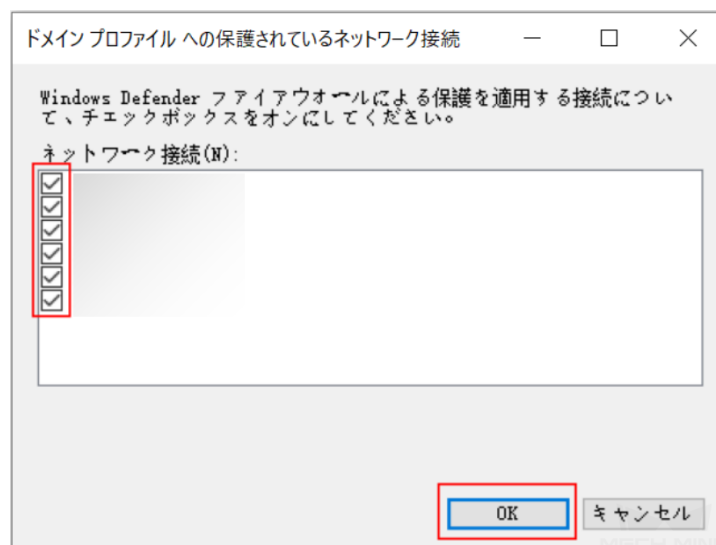 ドメイン プロファイル への保護されているネットワーク接続
Windows Defender ファイアウォールによる保護を適用する接続につい
て、チェックボックスをオンにしてください。
ネットワーク接続(N):
OK
キャンセル